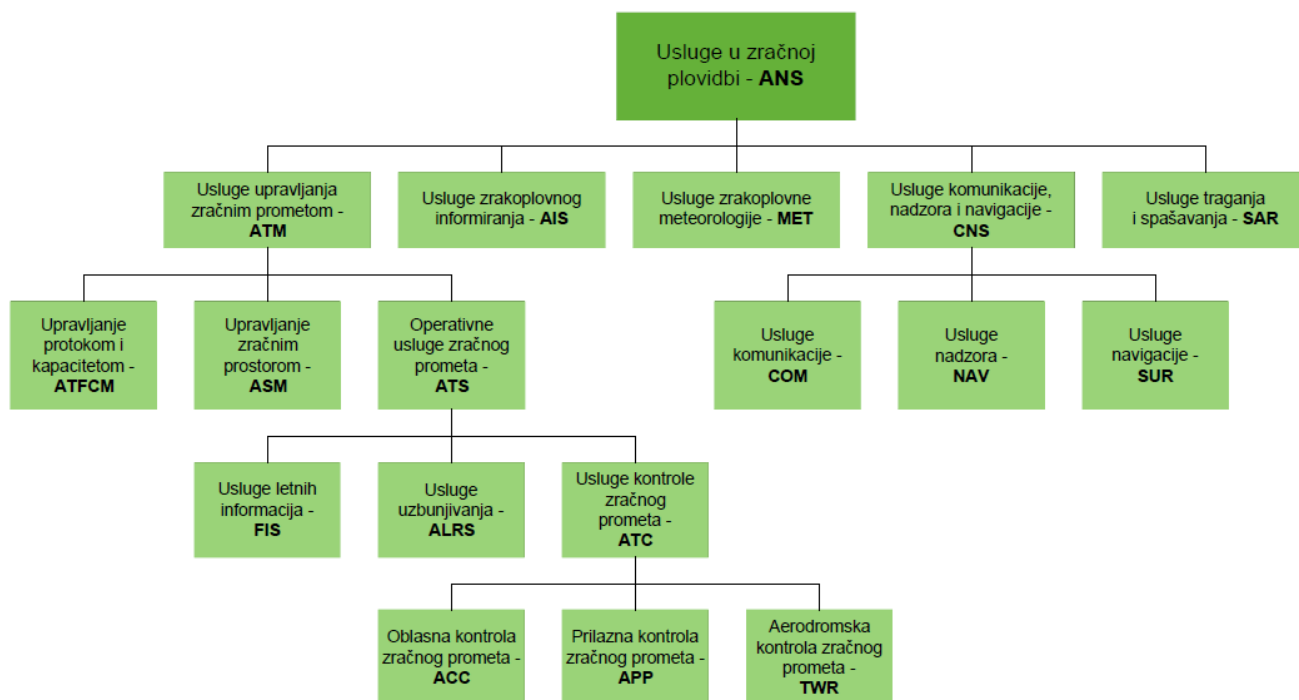 Usluge u zračnoj
plovidbi - ANS
Usluge upravljanja
zračnim prometom -
ATM
Usluge zrakoplovnog
informiranja - AIS
Usluge zrakoplovne
meteorologije - MET
Usluge komunikacije,
nadzora i navigacije -
CNS
Usluge traganja
i spašavanja - SAR
Upravljanje
protokom i
kapacitetom -
ATFCM
Upravljanje
zračnim
prostorom -
ASM
Operativne
usluge zračnog
prometa -
ATS
Usluge
komunikacije -
COM
Usluge
nadzora -
NAV
Usluge
navigacije -
SUR
Usluge letnih
informacija -
FIS
Usluge
uzbunjivanja -
ALRS
Usluge kontrole
zračnog
prometa -
ATC
Oblasna kontrola
zračnog prometa -
ACC
Prilazna kontrola
zračnog prometa -
APP
Aerodromska
kontrola zračnog
prometa -
TWR